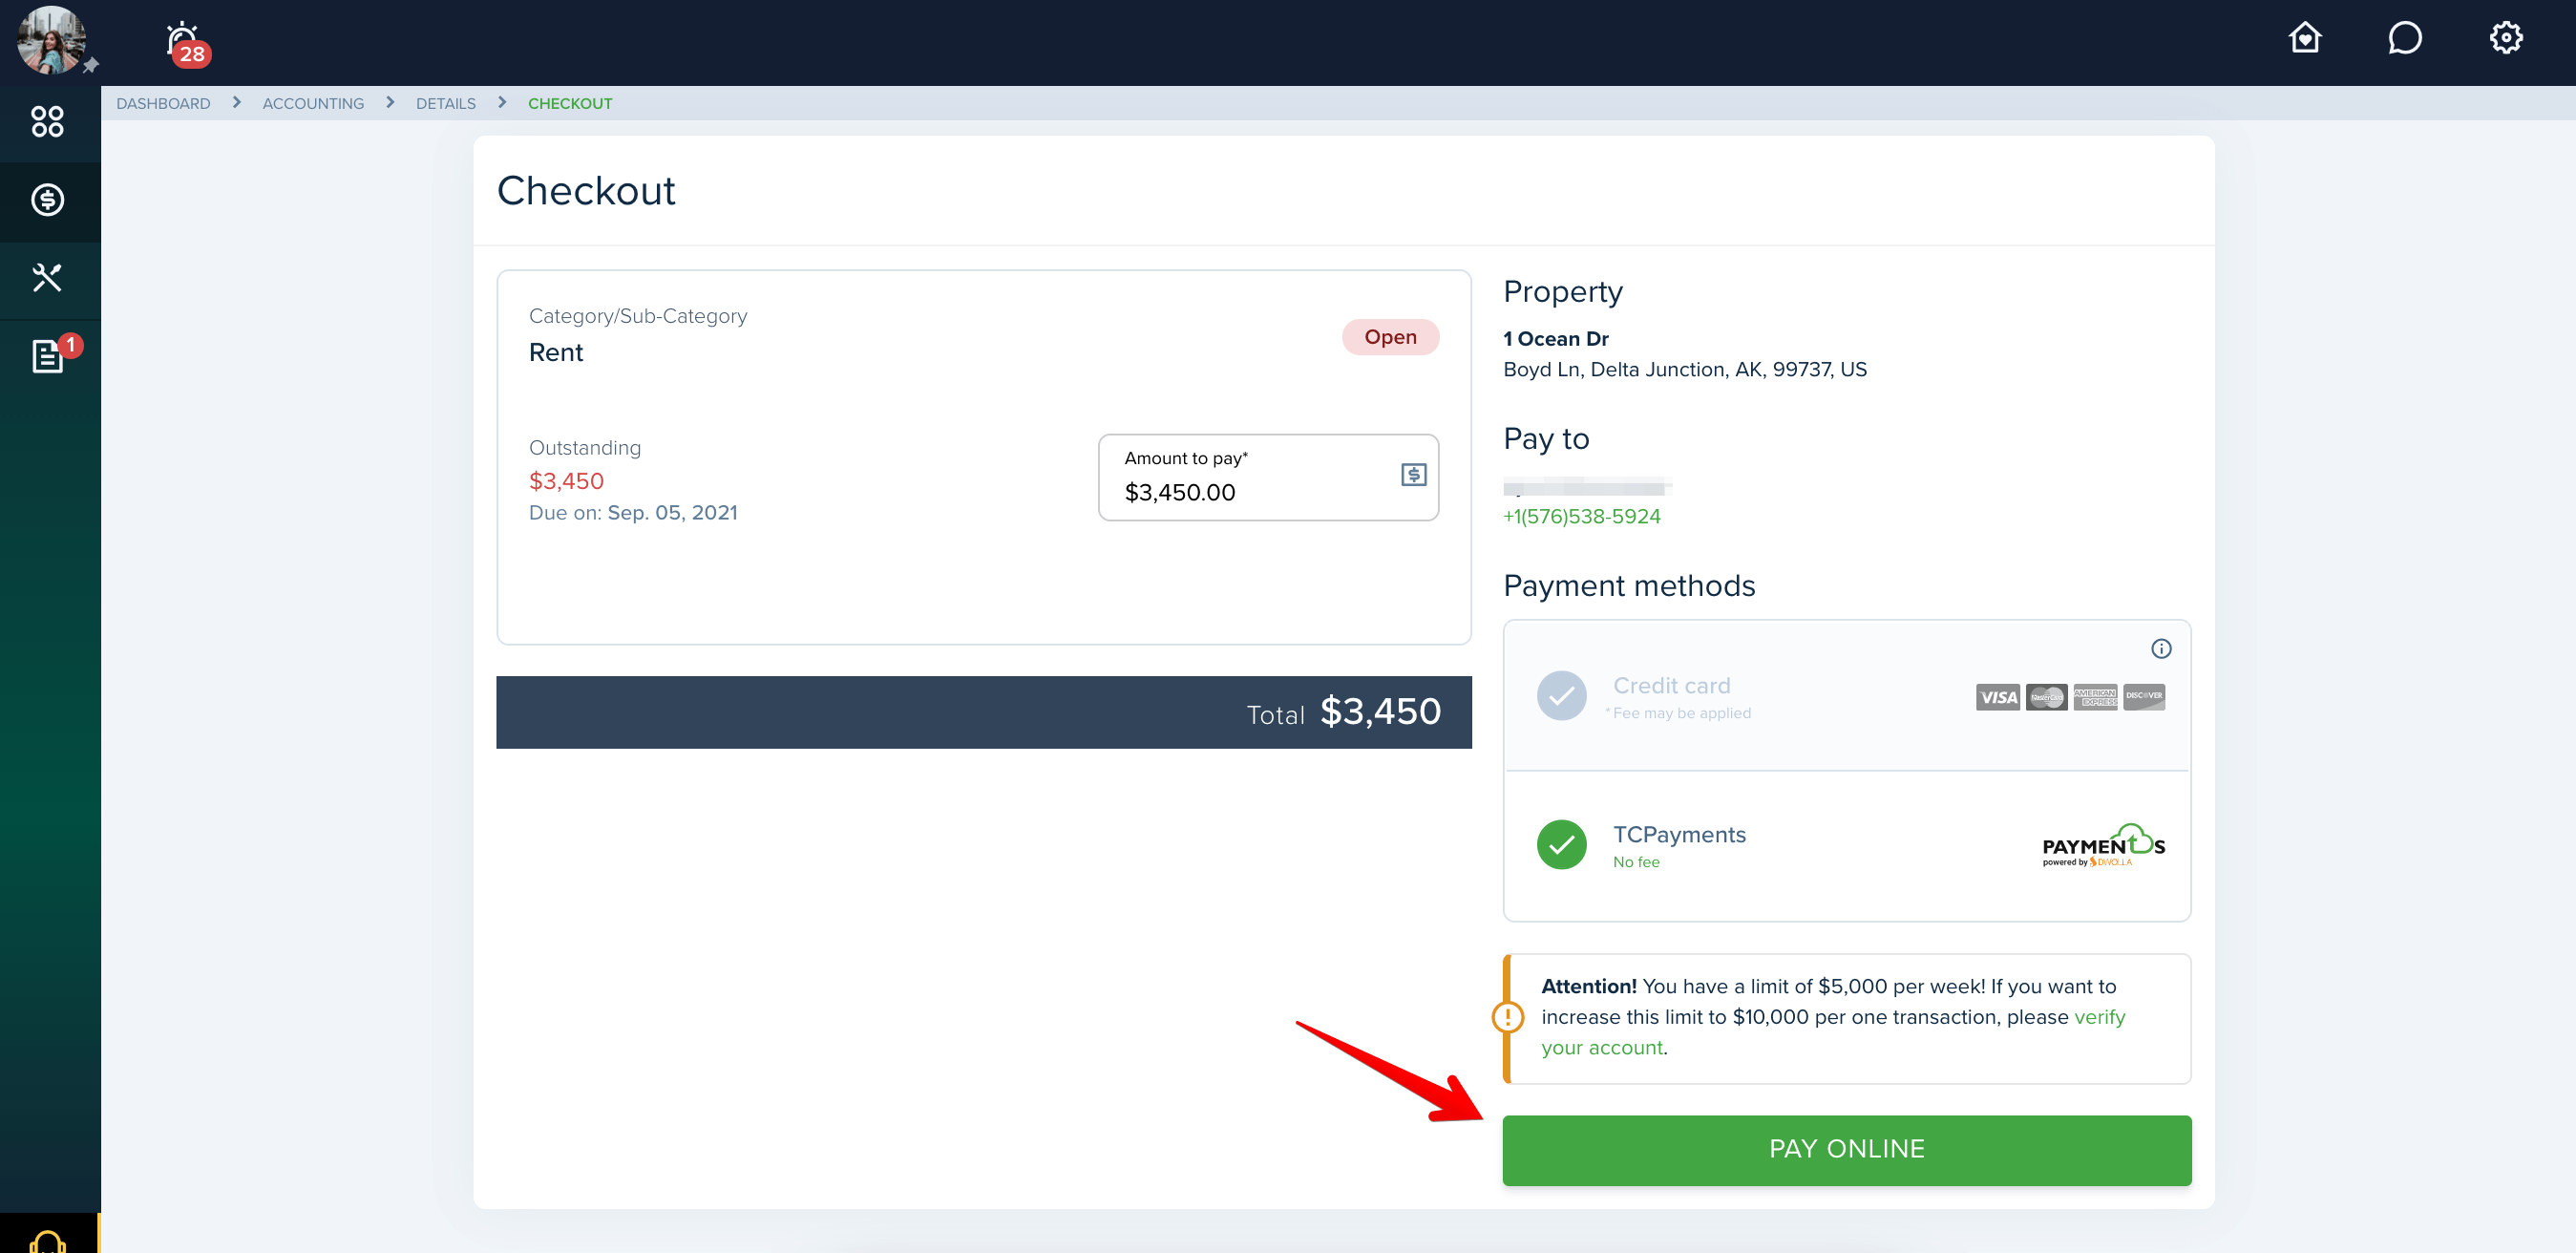 28
DASHBOARD > ACCOUNTING > DETAILS > CHECKOUT
1
Checkout
Category/Sub-Category
Rent
Open
Outstanding
$3,450
Due on: Sep. 05, 2021
Amount to pay*
$3,450.00
Total $3,450
Property
1 Ocean Dr
Boyd Ln, Delta Junction, AK, 99737, US
Pay to
+1(576)538-5924
Payment methods
Credit card
* Fee may be applied
VISA MasterCard AMERICAN EXPRESS DISCOVER
TCPayments
No fee
PAYMENTS
powered by DWOLLA
Attention! You have a limit of $5,000 per week! If you want to
increase this limit to $10,000 per one transaction, please verify
your account.
PAY ONLINE